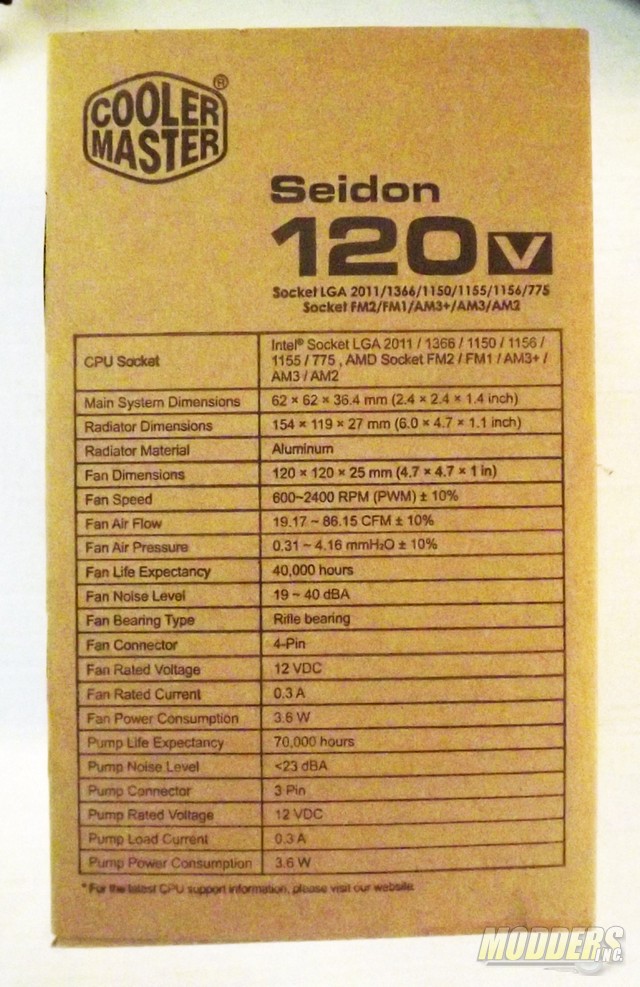 COOLER
MASTER
®
Seidon
120 V
Socket LGA 2011/1366/1150/1155/1156/775
Socket FM2/FM1/AM3+/AM3/AM2
CPU Socket
Intel® Socket LGA 2011 / 1366 / 1150 / 1156 /
1155 / 775 , AMD Socket FM2 / FM1 / AM3+ /
AM3 / AM2
Main System Dimensions 62 × 62 × 36.4 mm (2.4 × 2.4 × 1.4 inch)
Radiator Dimensions 154 × 119 × 27 mm (6.0 × 4.7 × 1.1 inch)
Radiator Material Aluminum
Fan Dimensions 120 × 120 × 25 mm (4.7 × 4.7 × 1 in)
Fan Speed 600~2400 RPM (PWM) ± 10%
Fan Air Flow 19.17 ~ 86.15 CFM ± 10%
Fan Air Pressure 0.31 ~ 4.16 mmH₂O ± 10%
Fan Life Expectancy 40,000 hours
Fan Noise Level 19 ~ 40 dBA
Fan Bearing Type Rifle bearing
Fan Connector 4-Pin
Fan Rated Voltage 12 VDC
Fan Rated Current 0.3 A
Fan Power Consumption 3.6 W
Pump Life Expectancy 70,000 hours
Pump Noise Level <23 dBA
Pump Connector 3 Pin
Pump Rated Voltage 12 VDC
Pump Load Current 0.3 A
Pump Power Consumption 3.6 W
* For the latest CPU support information, please visit our website.
MODDERS
INC.